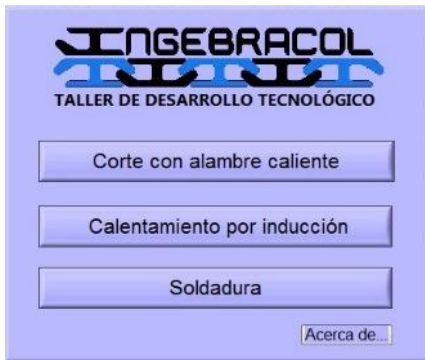 INGEBRACOL
TALLER DE DESARROLLO TECNOLÓGICO
Corte con alambre caliente
Calentamiento por inducción
Soldadura
Acerca de...